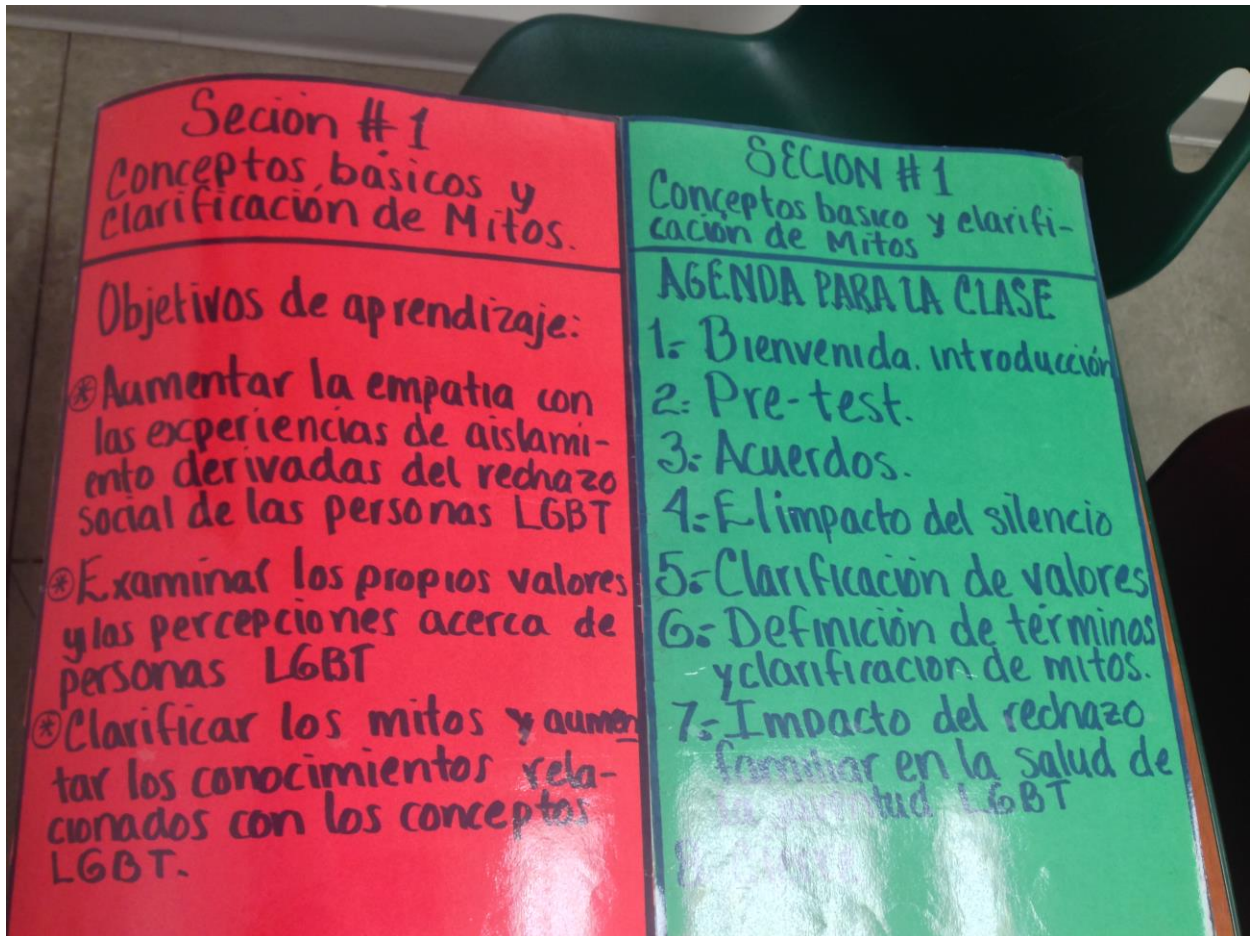 Secion #1
Conceptos básicos y
Clarificación de Mitos.
Objetivos de aprendizaje:
* Aumentar la empatia con
las experiencias de aislami-
ento derivadas del rechazo
social de las personas LGBT
* Examinar los propios valores
y las percepciones acerca de
personas LGBT
* Clarificar los mitos y aumen
tar los conocimientos rela-
cionados con los conceptos
LGBT.
SECION #1
Conceptos basico y clarifi-
cación de Mitos
AGENDA PARA LA CLASE
1.- Bienvenida. introducción
2.- Pre-test.
3.- Acuerdos.
4.- El impacto del silencio
5.- Clarificación de valores
6.- Definición de términos
y clarificacion de mitos.
7.- Impacto del rechazo
familiar en la salud de
la juventud LGBT
8